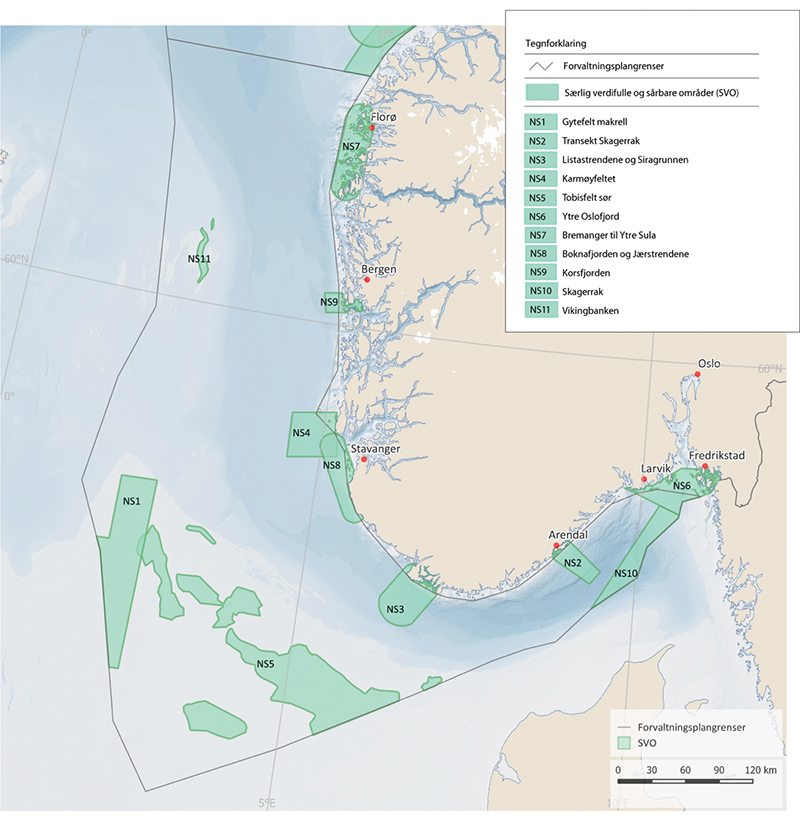 Tegnforklaring
Forvaltningsplangrenser
Særlig verdifulle og sårbare områder (SVO)
NS1 Gytefelt makrell
NS2 Transekt Skagerrak
NS3 Listastrendene og Siragrunnen
NS4 Karmøyfeltet
NS5 Tobisfelt sør
NS6 Ytre Oslofjord
NS7 Bremanger til Ytre Sula
NS8 Boknafjorden og Jærstrendene
NS9 Korsfjorden
NS10 Skagerrak
NS11 Vikingbanken
0°
5°E
Florø
NS7
60°N
NS11
Bergen
NS9
Oslo
60°N
0°
NS4
Stavanger
NS8
Fredrikstad
Larvik
NS6
NS1
Arendal
NS2
NS10
NS3
NS5
Forvaltningsplangrenser
SVO
0 30 60 90 120 km
5°E
10°E